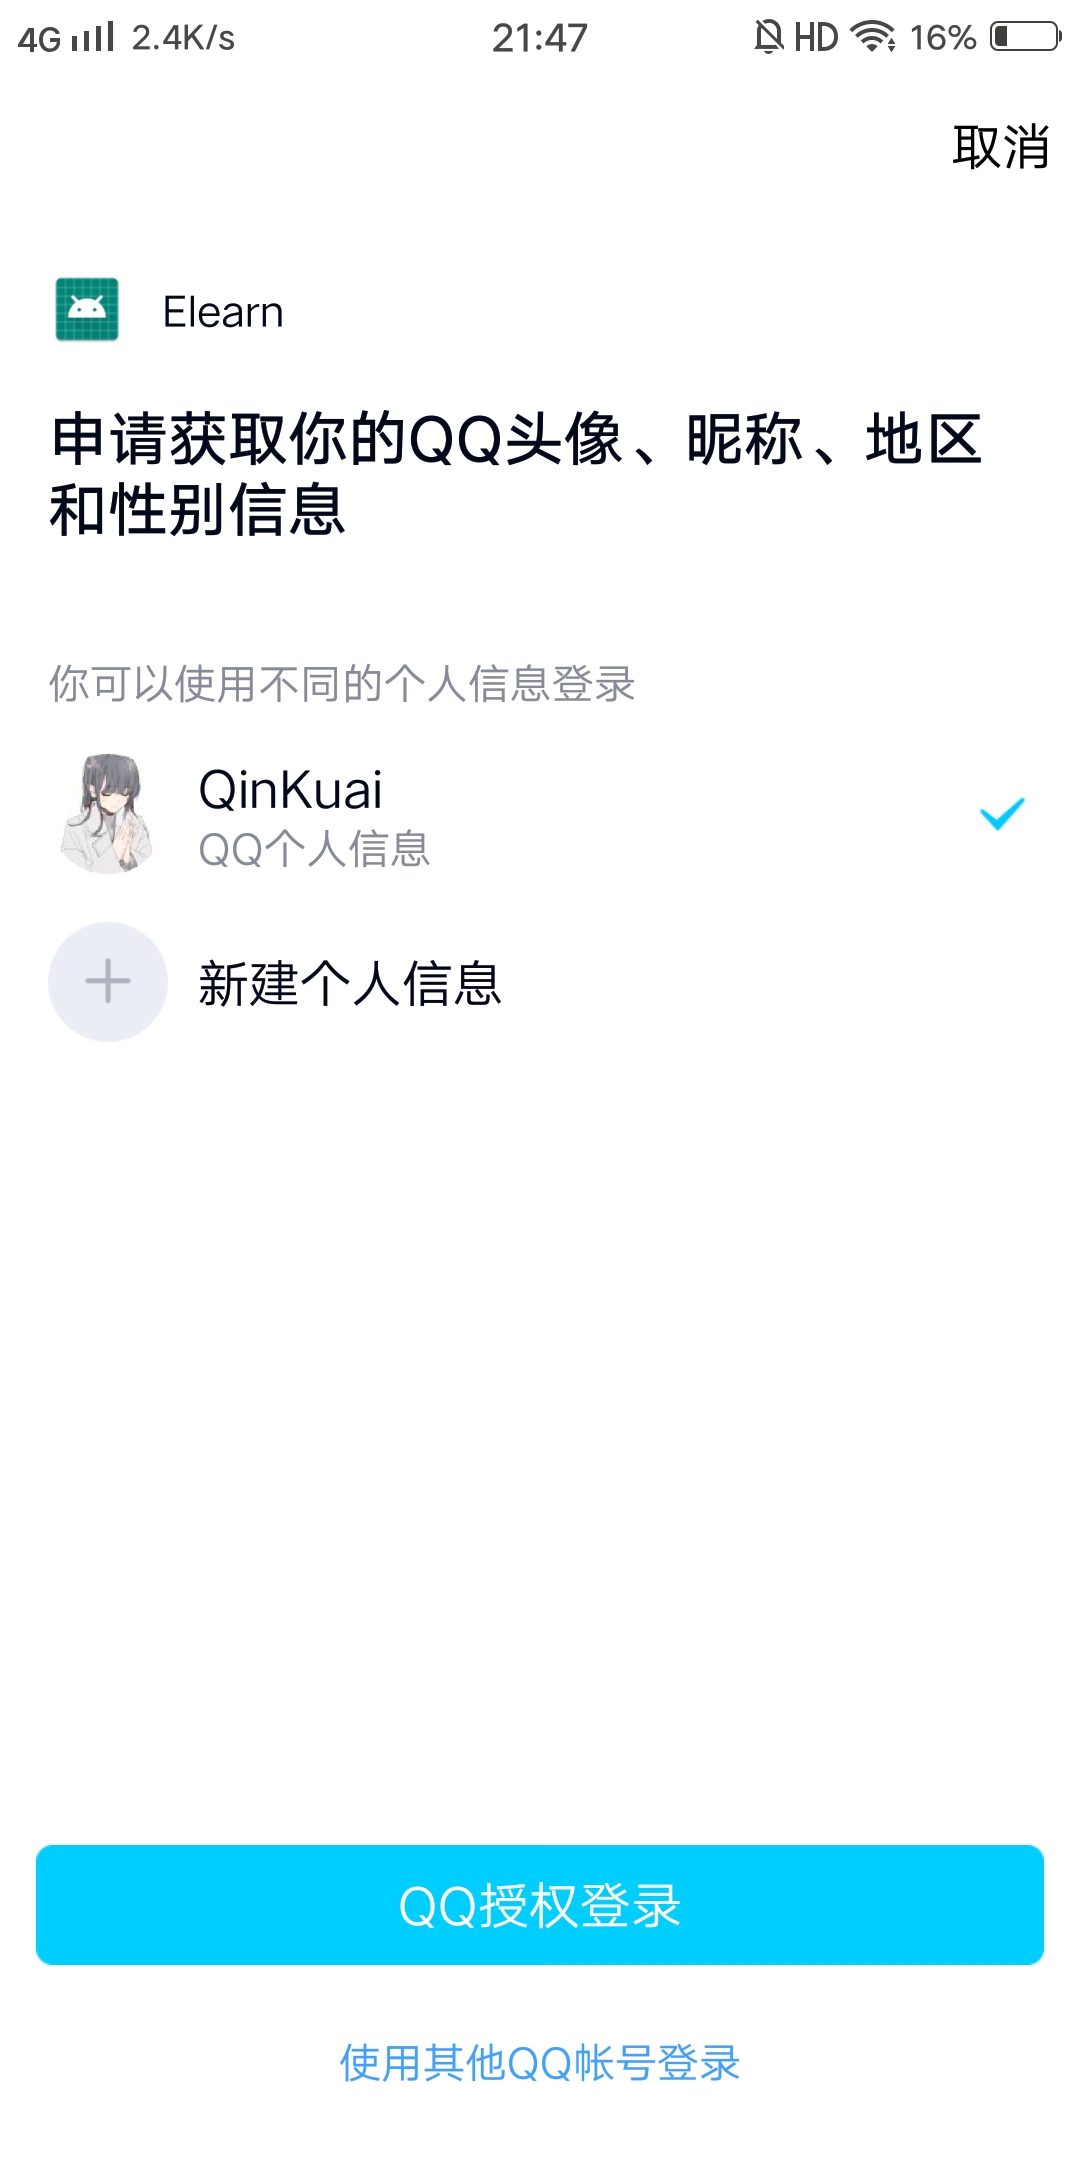 4G 2.4K/s 21:47 HD 16%
取消
Elearn
申请获取你的QQ头像、昵称、地区
和性别信息
你可以使用不同的个人信息登录
QinKuai
QQ个人信息
新建个人信息
QQ授权登录
使用其他QQ帐号登录